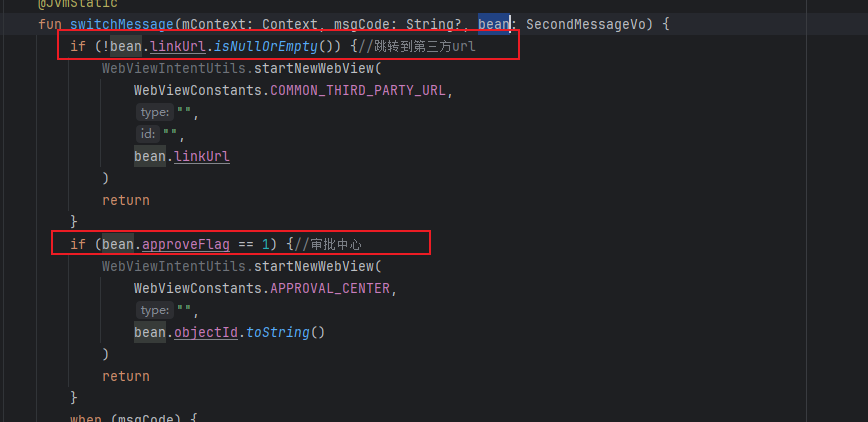 @JvmStatic
fun switchMessage(mContext: Context, msgCode: String?, bean: SecondMessageVo) {
if (!bean.linkUrl.isNullOrEmpty()) {//跳转到第三方url
WebViewIntentUtils.startNewWebView(
WebViewConstants.COMMON_THIRD_PARTY_URL,
type: "",
id: "",
bean.linkUrl
)
return
}
if (bean.approveFlag == 1) {//审批中心
WebViewIntentUtils.startNewWebView(
WebViewConstants.APPROVAL_CENTER,
type: "",
bean.objectId.toString()
)
return
}
when (msgCode) {